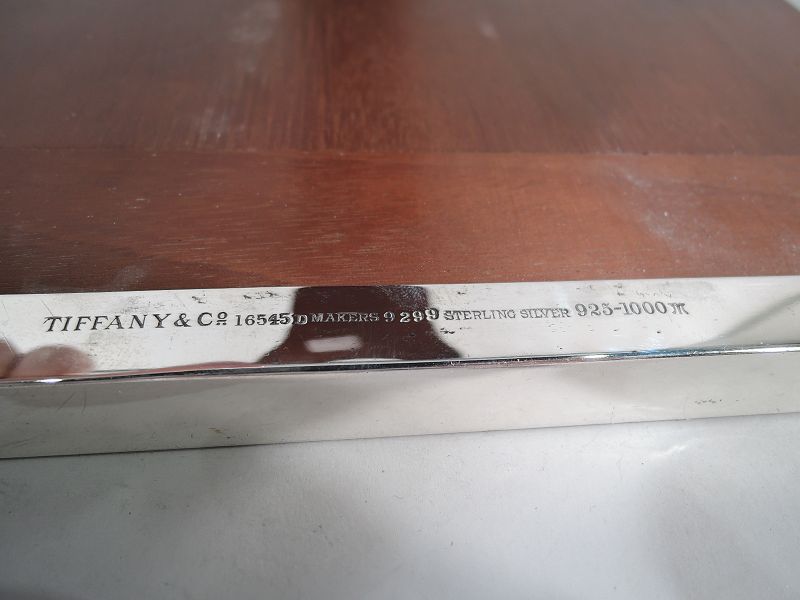 TIFFANY & Co 16545D MAKERS 9299 STERLING SILVER 925-1000 M